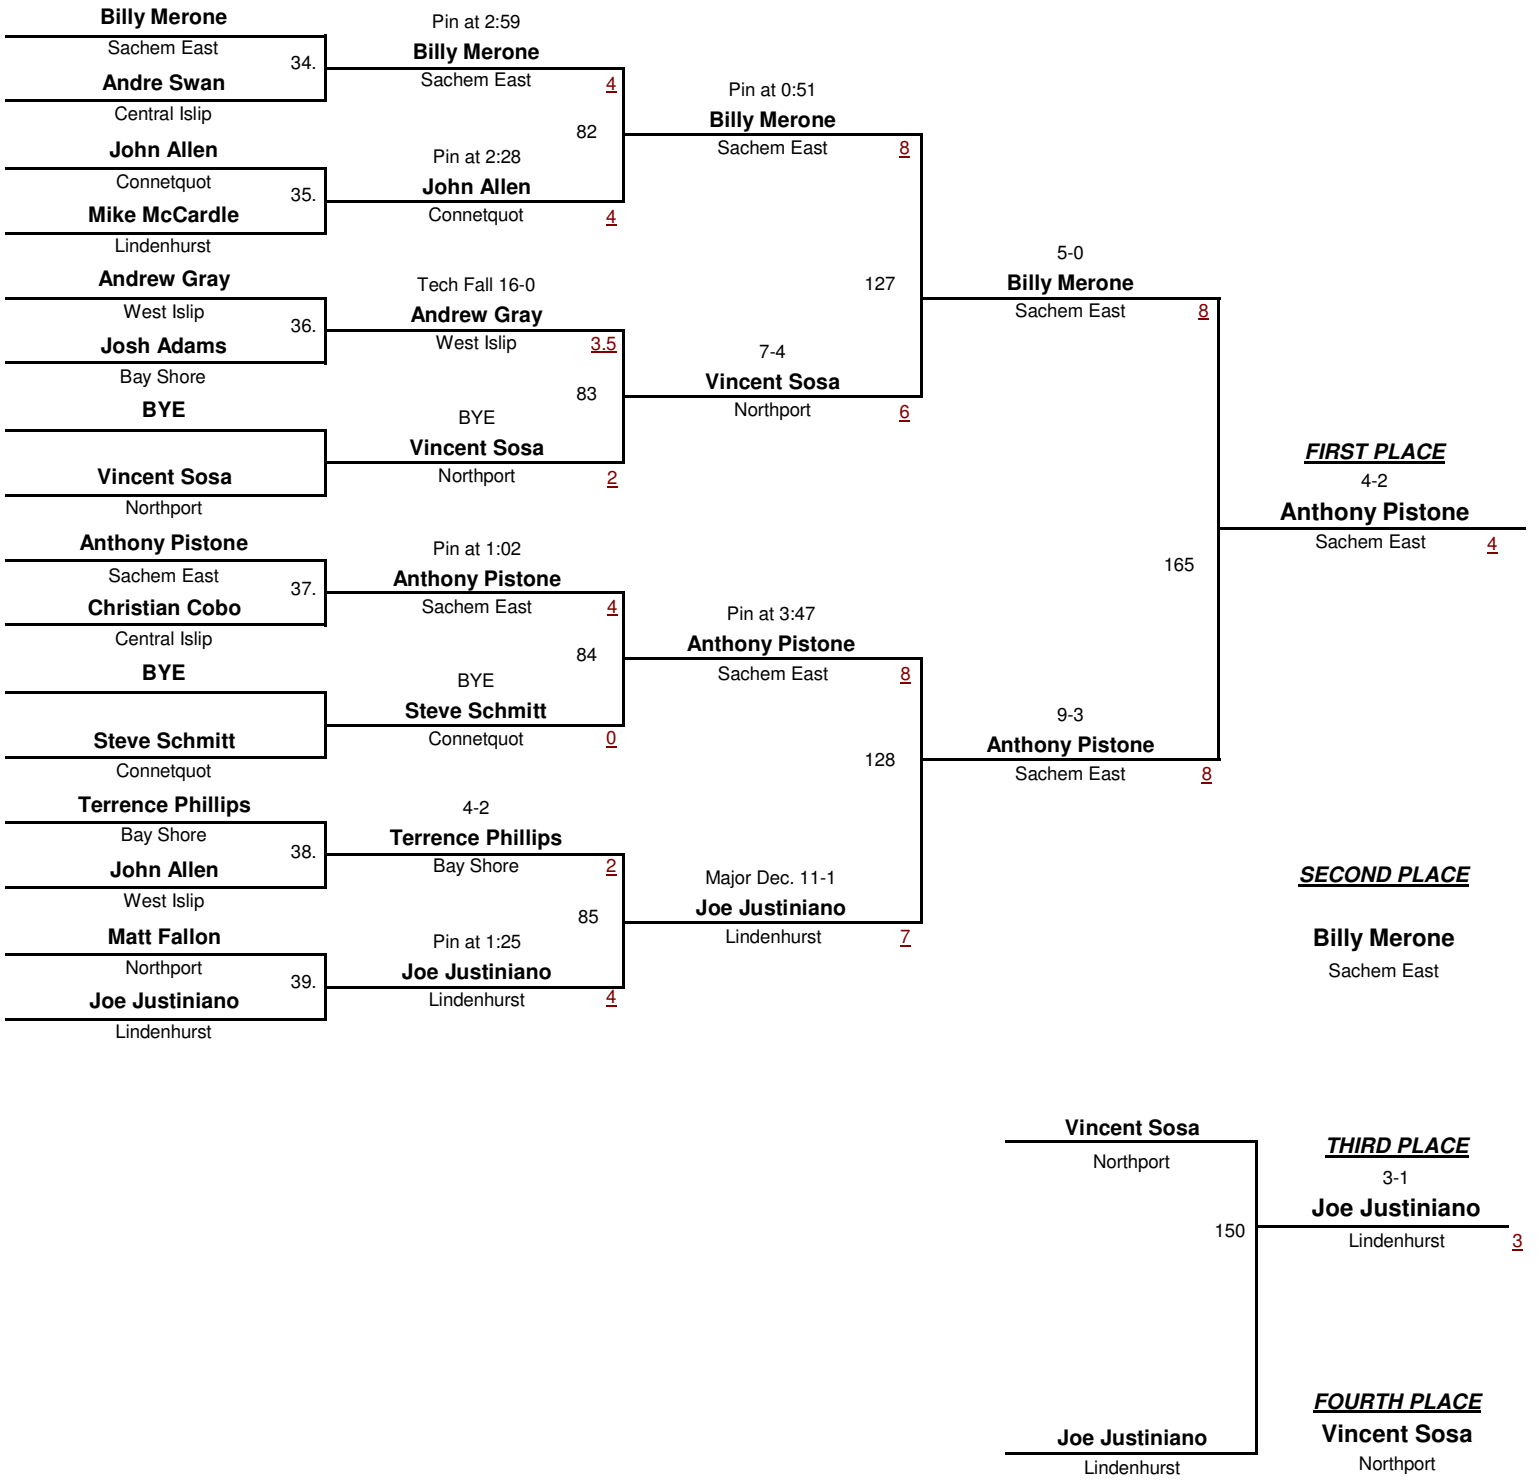 Billy Merone
Sachem East
34.
Andre Swan
Central Islip
John Allen
Connetquot
35.
Mike McCardle
Lindenhurst
Andrew Gray
West Islip
36.
Josh Adams
Bay Shore
BYE
Vincent Sosa
Northport
Anthony Pistone
Sachem East
37.
Christian Cobo
Central Islip
BYE
Steve Schmitt
Connetquot
Terrence Phillips
Bay Shore
38.
John Allen
West Islip
Matt Fallon
Northport
39.
Joe Justiniano
Lindenhurst
Pin at 2:59
Billy Merone
Sachem East 4
82
Pin at 2:28
John Allen
Connetquot 4
Tech Fall 16-0
Andrew Gray
West Islip 3.5
83
BYE
Vincent Sosa
Northport 2
Pin at 1:02
Anthony Pistone
Sachem East 4
84
BYE
Steve Schmitt
Connetquot 0
4-2
Terrence Phillips
Bay Shore 2
85
Pin at 1:25
Joe Justiniano
Lindenhurst 4
Pin at 0:51
Billy Merone
Sachem East 8
127
7-4
Vincent Sosa
Northport 6
Pin at 3:47
Anthony Pistone
Sachem East 8
128
Major Dec. 11-1
Joe Justiniano
Lindenhurst 7
5-0
Billy Merone
Sachem East 8
165
9-3
Anthony Pistone
Sachem East 8
FIRST PLACE
4-2
Anthony Pistone
Sachem East 4
SECOND PLACE
Billy Merone
Sachem East
Vincent Sosa
Northport
150
Joe Justiniano
Lindenhurst
THIRD PLACE
3-1
Joe Justiniano
Lindenhurst 3
FOURTH PLACE
Vincent Sosa
Northport